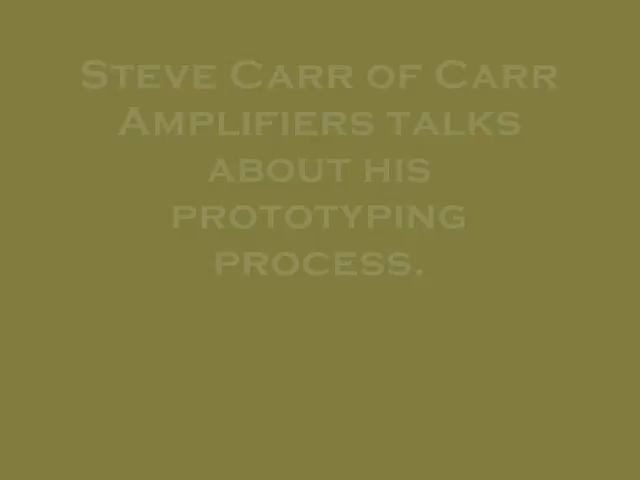 Steve Carr of Carr
Amplifiers talks
about his
prototyping
process.